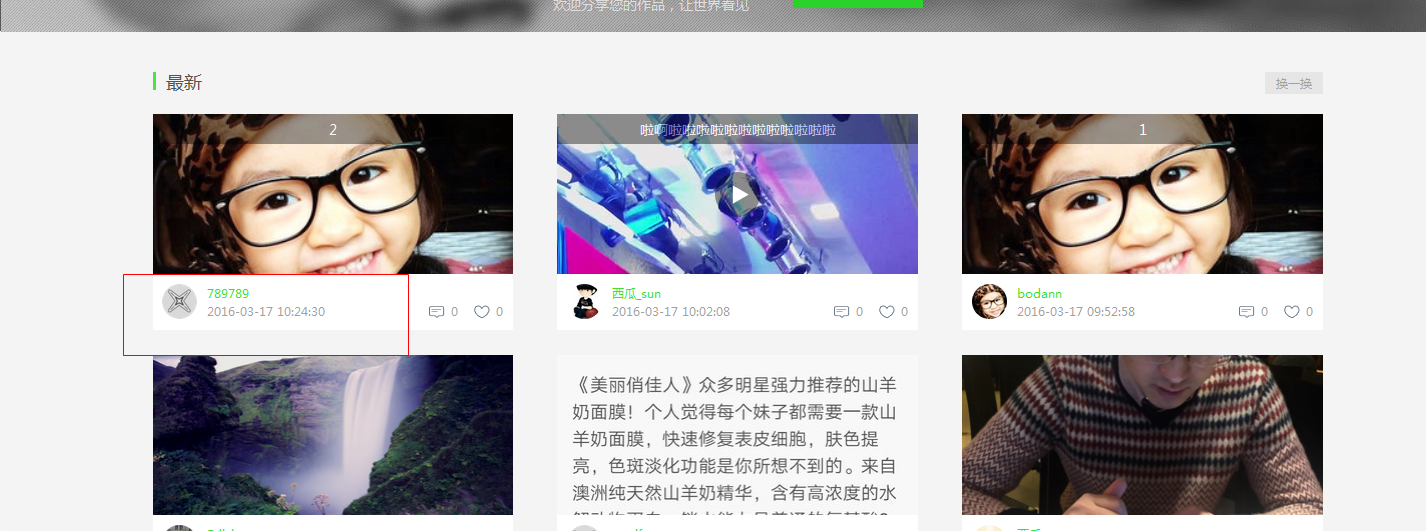 欢迎分享您的作品，让世界看见
最新
换一换
2
啦啊啦啦啦啦啦啦啦啦啦啦啦啦
1
789789
2016-03-17 10:24:30
0
0
西瓜_sun
2016-03-17 10:02:08
0
0
bodann
2016-03-17 09:52:58
0
0
《美丽俏佳人》众多明星强力推荐的山羊
奶面膜！个人觉得每个妹子都需要一款山
羊奶面膜，快速修复表皮细胞，肤色提
亮，色斑淡化功能是你所想不到的。来自
澳洲纯天然山羊奶精华，含有高浓度的水